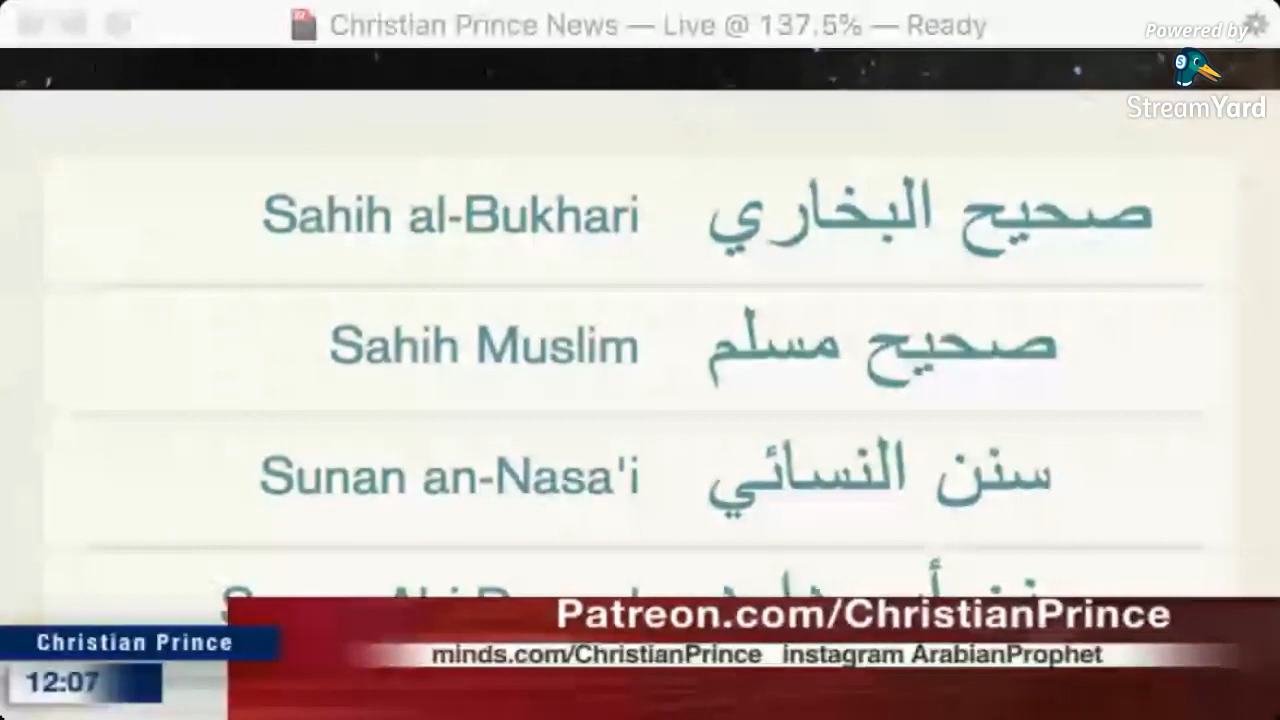 Christian Prince News — Live @ 137.5% — Ready
Powered by
StreamYard
Sahih al-Bukhari صحيح البخاري
Sahih Muslim صحيح مسلم
Sunan an-Nasa'i سنن النسائي
Patreon.com/ChristianPrince
Christian Prince
minds.com/ChristianPrince instagram ArabianProphet
12:07